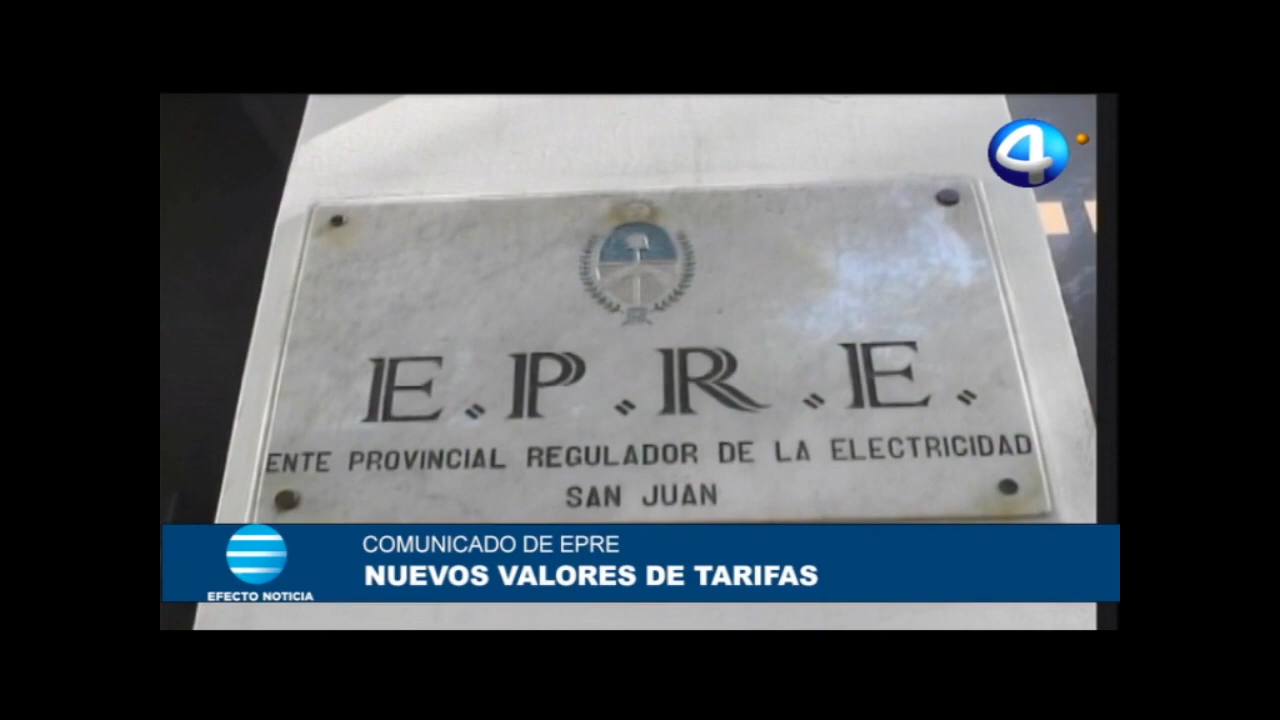 4
E.P.R.E.
ENTE PROVINCIAL REGULADOR DE LA ELECTRICIDAD
SAN JUAN
COMUNICADO DE EPRE
NUEVOS VALORES DE TARIFAS
EFECTO NOTICIA